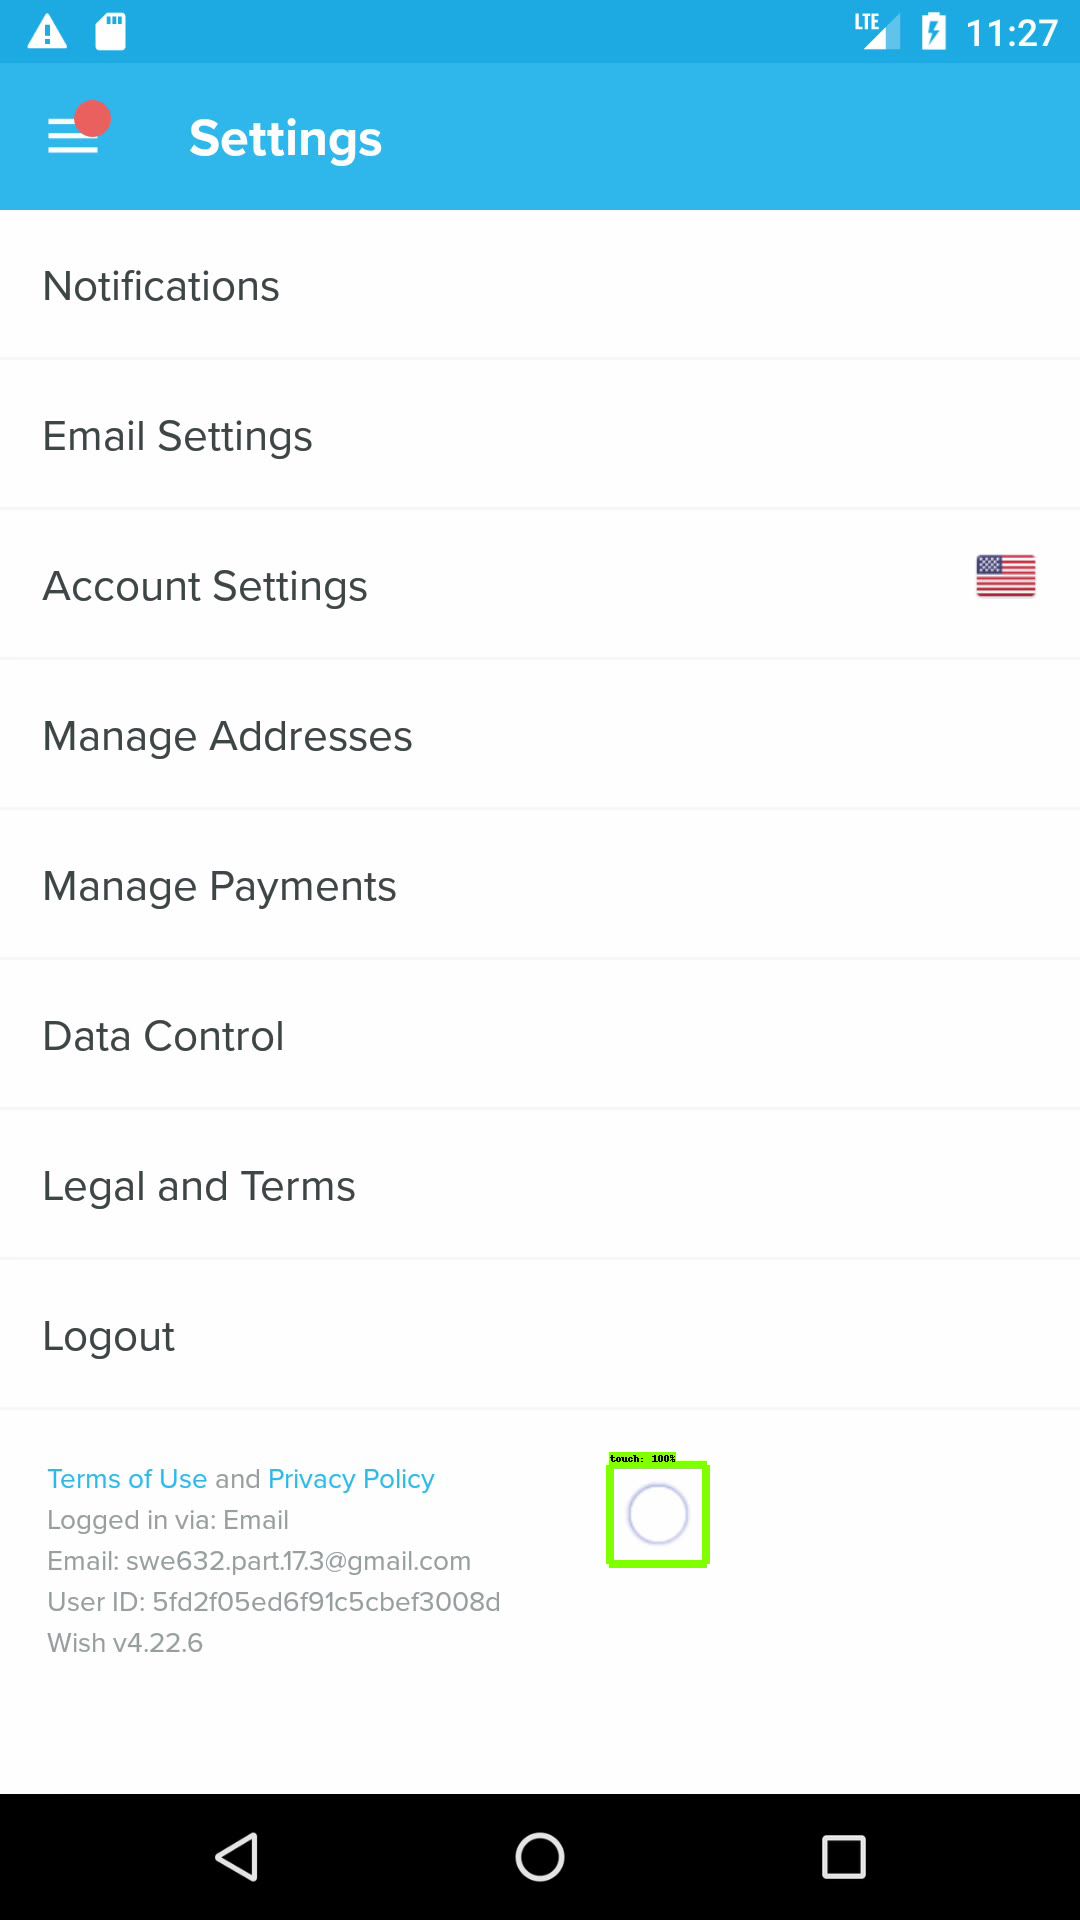 LTE 11:27
Settings
Notifications
Email Settings
Account Settings
Manage Addresses
Manage Payments
Data Control
Legal and Terms
Logout
touch: 100%
Terms of Use and Privacy Policy
Logged in via: Email
Email: swe632.part.17.3@gmail.com
User ID: 5fd2f05ed6f91c5cbef3008d
Wish v4.22.6